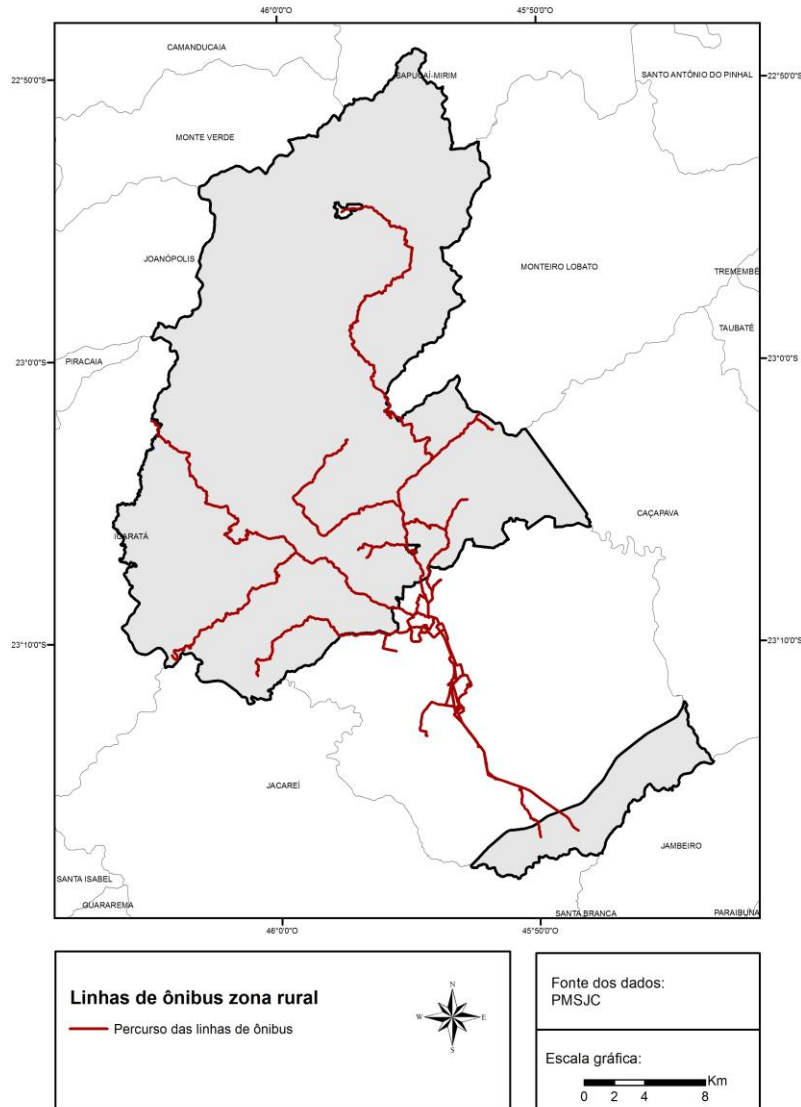 46°0'0"O 45°50'0"O
CAMANDUCAIA
SAPUCAÍ-MIRIM
SANTO ANTÔNIO DO PINHAL
22°50'0"S 22°50'0"S
MONTE VERDE
JOANÓPOLIS
MONTEIRO LOBATO
TREMEMBÉ
TAUBATÉ
PIRACAIA
23°0'0"S 23°0'0"S
CAÇAPAVA
IGARATÁ
23°10'0"S 23°10'0"S
JACAREÍ
JAMBEIRO
SANTA ISABEL
GUARAREMA
SANTA BRANCA
PARAIBUNA
46°0'0"O 45°50'0"O
Linhas de ônibus zona rural
Percurso das linhas de ônibus
N
W E
S
Fonte dos dados:
PMSJC
Escala gráfica:
Km
0 2 4 8